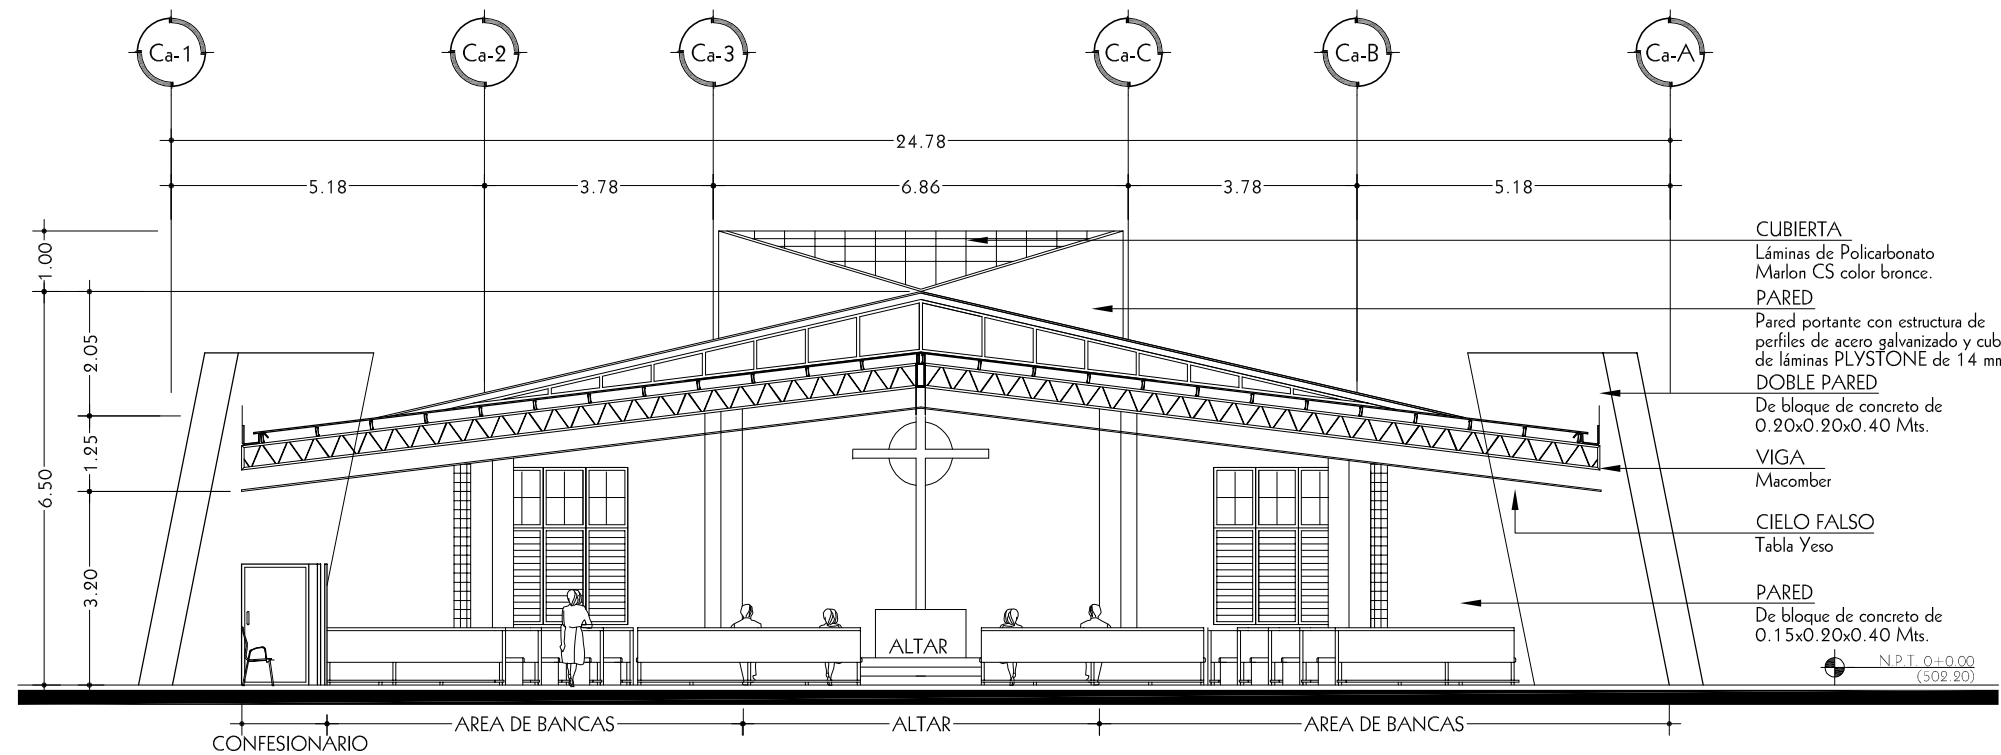 Ca-1 Ca-2 Ca-3 Ca-C Ca-B Ca-A
24.78
5.18 3.78 6.86 3.78 5.18
1.00
2.05
1.25
6.50
3.20
CUBIERTA
Láminas de Policarbonato
Marlon CS color bronce.
PARED
Pared portante con estructura de
perfiles de acero galvanizado y cub
de láminas PLYSTONE de 14 mm
DOBLE PARED
De bloque de concreto de
0.20x0.20x0.40 Mts.
VIGA
Macomber
CIELO FALSO
Tabla Yeso
PARED
De bloque de concreto de
0.15x0.20x0.40 Mts.
N.P.T. 0+0.00
(502.20)
ALTAR
AREA DE BANCAS ALTAR AREA DE BANCAS
CONFESIONARIO